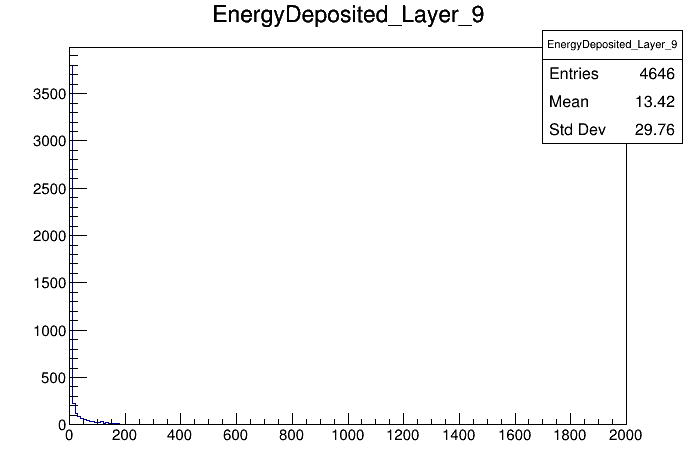 EnergyDeposited_Layer_9
EnergyDeposited_Layer_9
Entries 4646
Mean 13.42
Std Dev 29.76
3500
3000
2500
2000
1500
1000
500
0
0 200 400 600 800 1000 1200 1400 1600 1800 2000